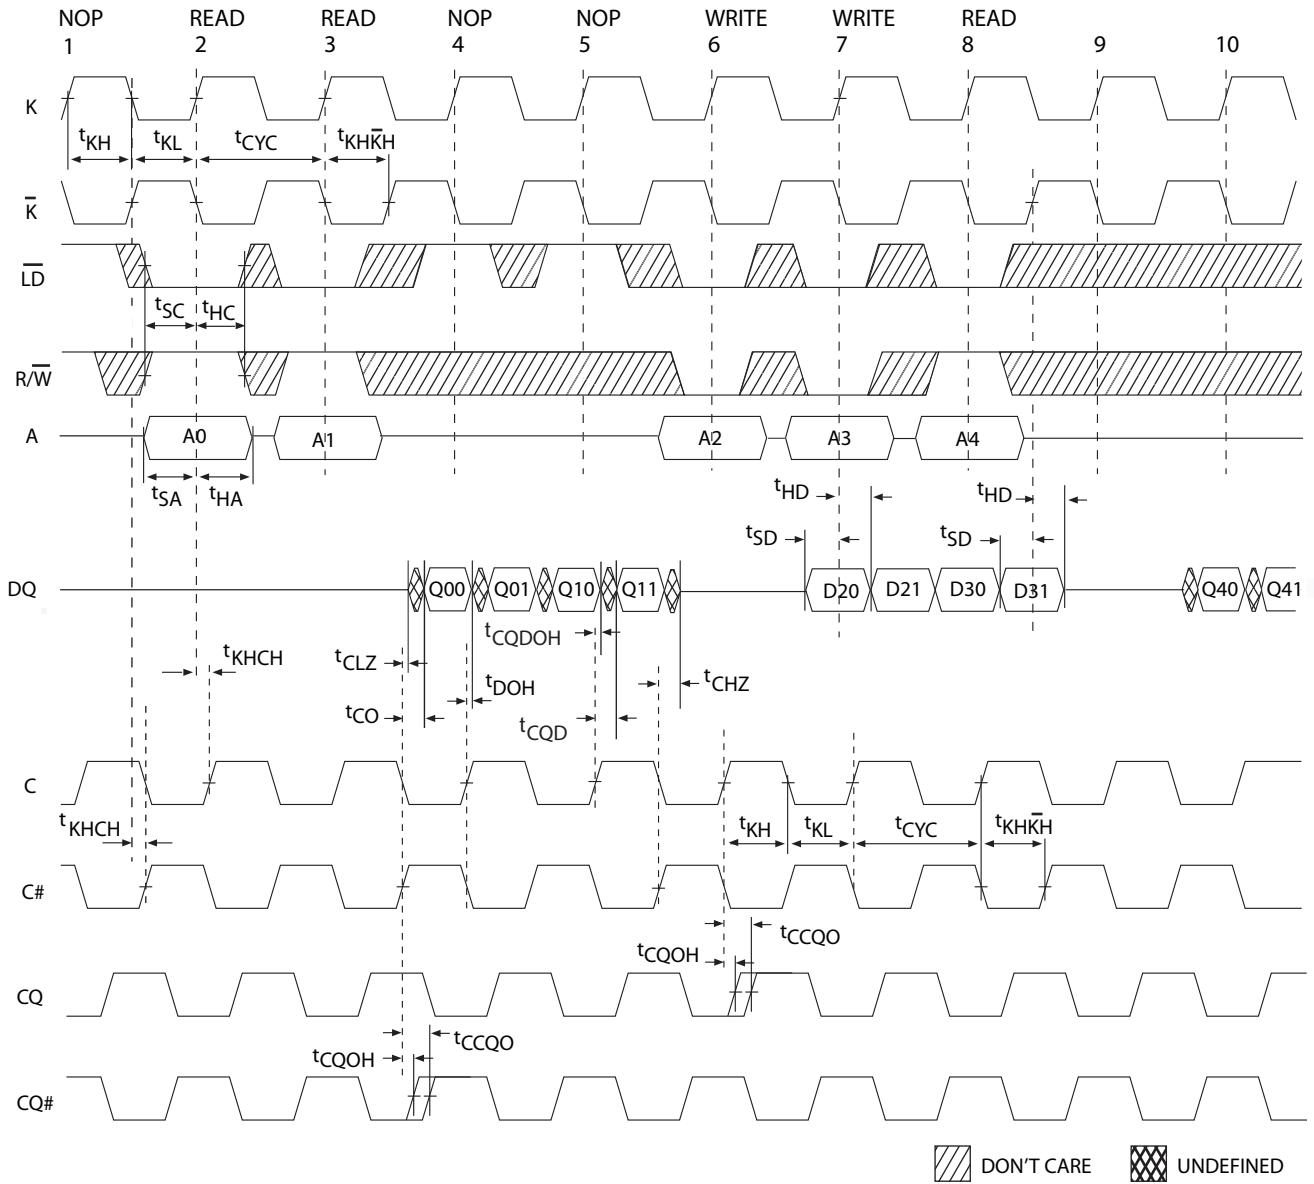 NOP READ READ NOP NOP WRITE WRITE READ
1 2 3 4 5 6 7 8 9 10
K
tKH tKL tCYC tKHK̅H
K̅
L̅D̅
tSC tHC
R/W̅
A A0 A1 A2 A3 A4
tSA tHA tHD tHD
tSD tSD
DQ Q00 Q01 Q10 Q11 D20 D21 D30 D31 Q40 Q41
tCQDOH
tKHCH tCLZ tDOH tCHZ
tCO tCQD
C
tKHCH tKH tKL tCYC tKHK̅H
C#
tCCQO
tCQOH
CQ
tCCQO
tCQOH
CQ#
DON'T CARE UNDEFINED